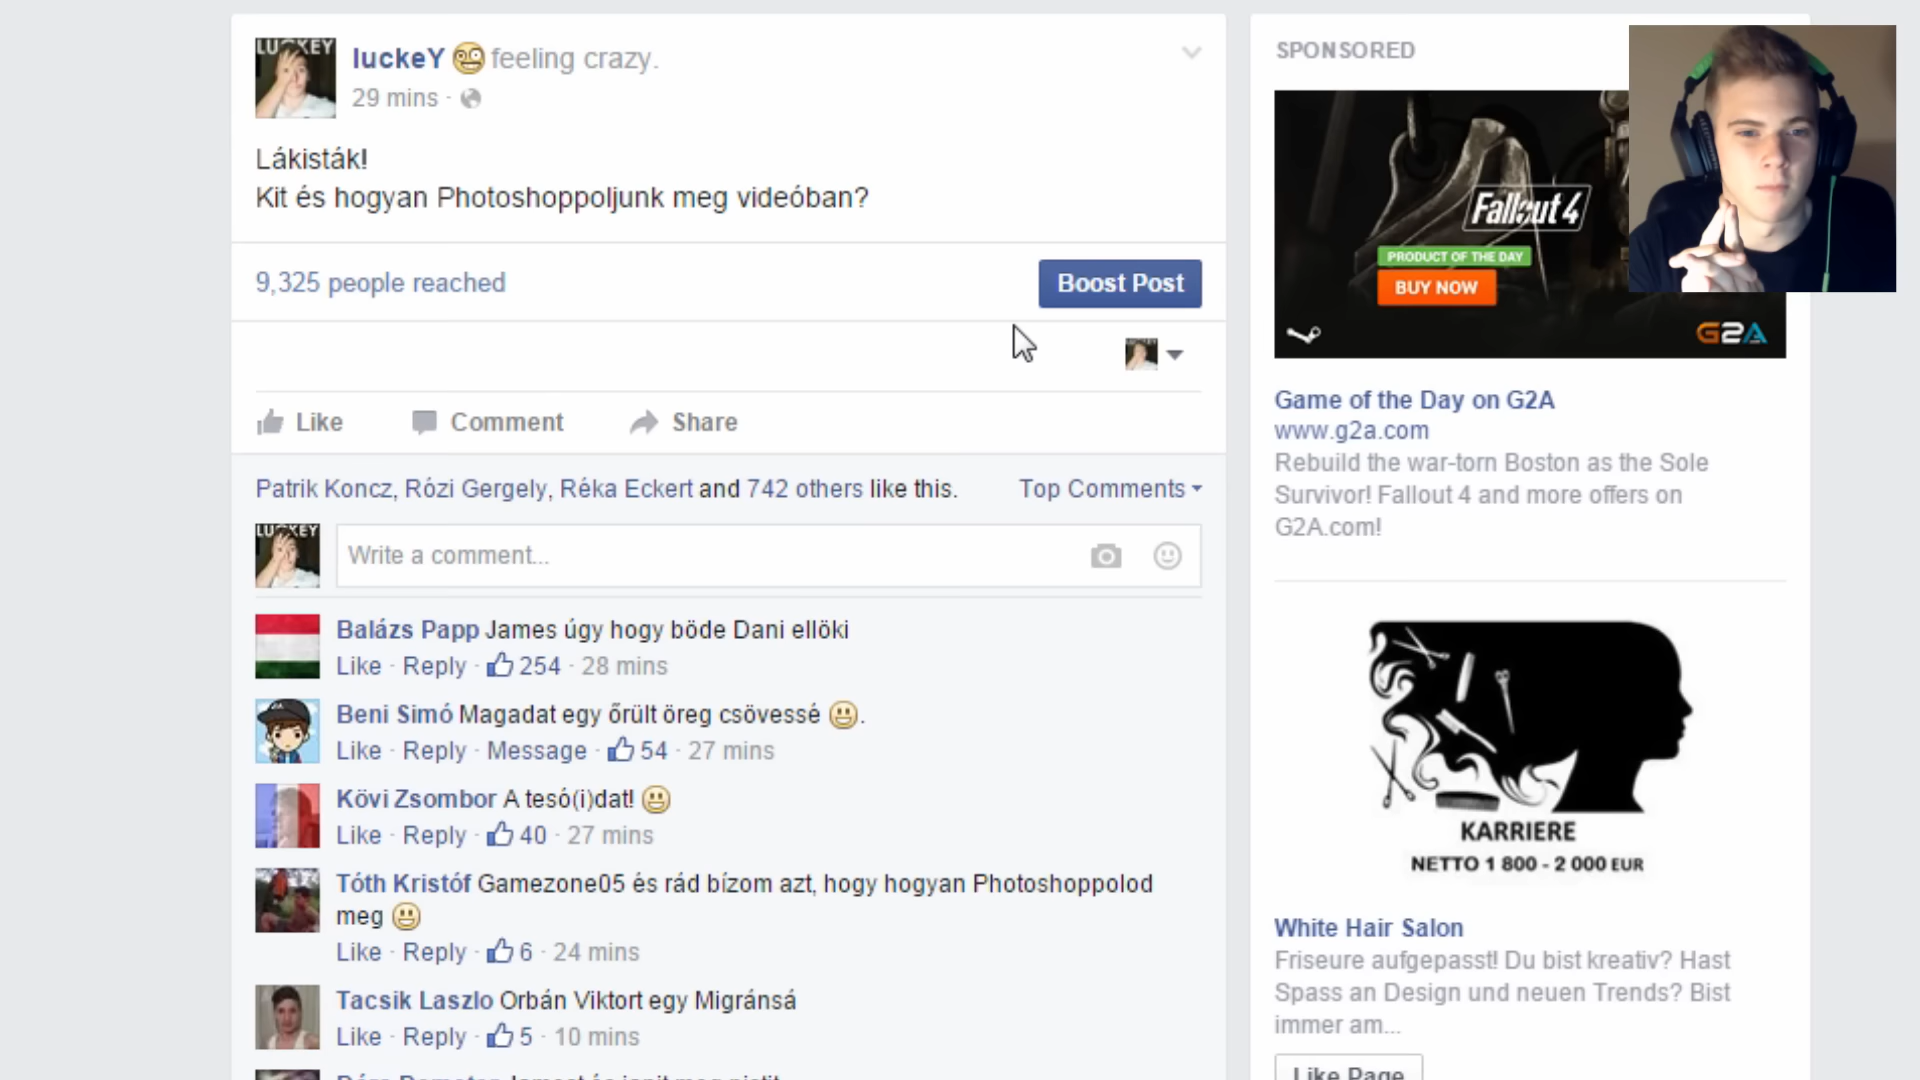 LUCKEY
luckeY feeling crazy.
29 mins ·
Lákisták!
Kit és hogyan Photoshoppoljunk meg videóban?
9,325 people reached
Boost Post
Like Comment Share
Patrik Koncz, Rózi Gergely, Réka Eckert and 742 others like this.
Top Comments
LUCKEY
Write a comment...
Balázs Papp James úgy hogy böde Dani ellöki
Like · Reply · 254 · 28 mins
Beni Simó Magadat egy őrült öreg csövessé .
Like · Reply · Message · 54 · 27 mins
Kövi Zsombor A tesó(i)dat!
Like · Reply · 40 · 27 mins
Tóth Kristóf Gamezone05 és rád bízom azt, hogy hogyan Photoshoppolod
meg
Like · Reply · 6 · 24 mins
Tacsik Laszlo Orbán Viktort egy Migránsá
Like · Reply · 5 · 10 mins
SPONSORED
Fallout 4
PRODUCT OF THE DAY
BUY NOW
G2A
Game of the Day on G2A
www.g2a.com
Rebuild the war-torn Boston as the Sole
Survivor! Fallout 4 and more offers on
G2A.com!
KARRIERE
NETTO 1 800 - 2 000 EUR
White Hair Salon
Friseure aufgepasst! Du bist kreativ? Hast
Spass an Design und neuen Trends? Bist
immer am...
Like Page